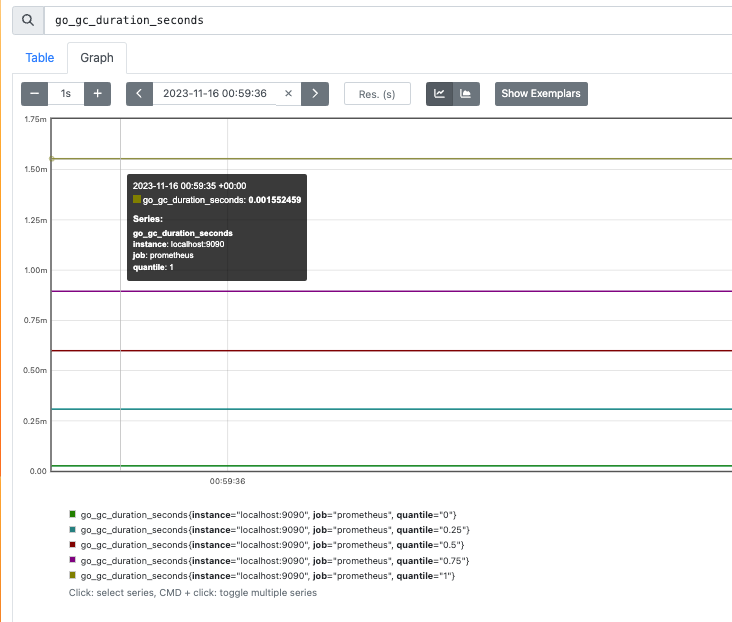 go_gc_duration_seconds
Table Graph
− 1s + 2023-11-16 00:59:36 × Res. (s) Show Exemplars
1.75m
1.50m
2023-11-16 00:59:35 +00:00
go_gc_duration_seconds: 0.001552459
Series:
go_gc_duration_seconds
instance: localhost:9090
job: prometheus
quantile: 1
1.25m
1.00m
0.75m
0.50m
0.25m
0.00
00:59:36
go_gc_duration_seconds{instance="localhost:9090", job="prometheus", quantile="0"}
go_gc_duration_seconds{instance="localhost:9090", job="prometheus", quantile="0.25"}
go_gc_duration_seconds{instance="localhost:9090", job="prometheus", quantile="0.5"}
go_gc_duration_seconds{instance="localhost:9090", job="prometheus", quantile="0.75"}
go_gc_duration_seconds{instance="localhost:9090", job="prometheus", quantile="1"}
Click: select series, CMD + click: toggle multiple series